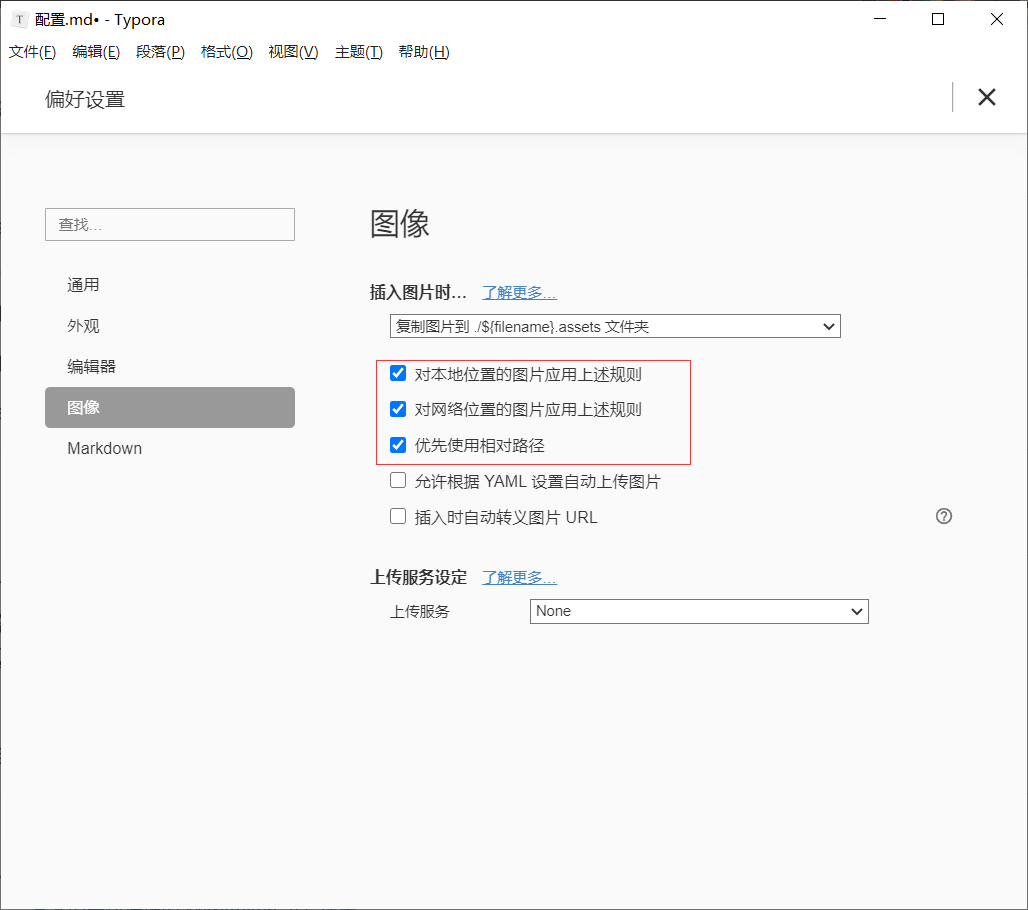 T 配置.md• - Typora
文件(F) 编辑(E) 段落(P) 格式(O) 视图(V) 主题(T) 帮助(H)
偏好设置
查找...
通用
外观
编辑器
图像
Markdown
图像
插入图片时... 了解更多...
复制图片到 ./${filename}.assets 文件夹
对本地位置的图片应用上述规则
对网络位置的图片应用上述规则
优先使用相对路径
允许根据 YAML 设置自动上传图片
插入时自动转义图片 URL
上传服务设定 了解更多...
上传服务 None